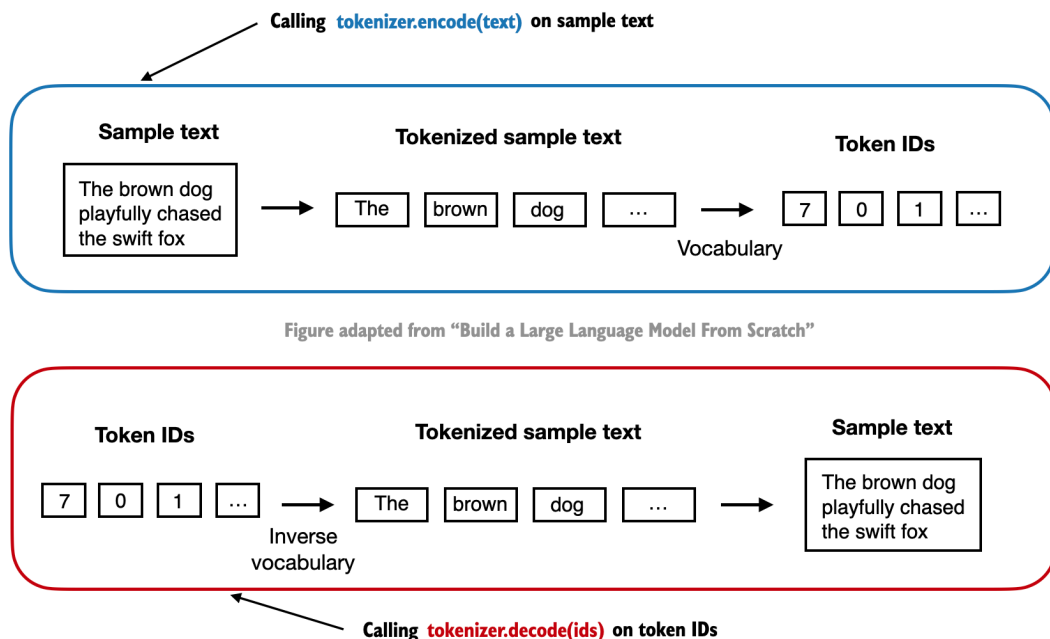 Calling tokenizer.encode(text) on sample text
Sample text
Tokenized sample text
Token IDs
The brown dog
playfully chased
the swift fox
The brown dog ...
7 0 1 ...
Vocabulary
Figure adapted from “Build a Large Language Model From Scratch”
Token IDs
Tokenized sample text
Sample text
7 0 1 ...
Inverse
vocabulary
The brown dog ...
The brown dog
playfully chased
the swift fox
Calling tokenizer.decode(ids) on token IDs